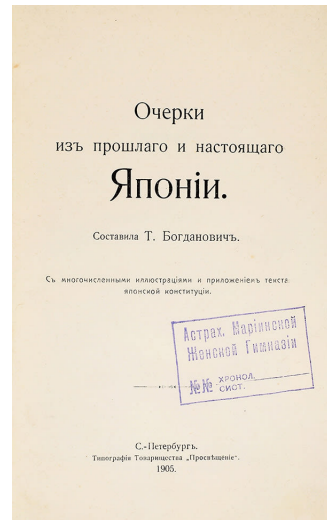 Очерки
изъ прошлаго и настоящаго
Японіи.
Составила Т. Богдановичъ.
Съ многочисленными иллюстраціями и приложеніемъ текста
японской конституціи.
Астрах. Маріинской
Женской Гимназіи
№№ ХРОНОЛ.
СИСТ.
С.-Петербургъ.
Типографія Товарищества „Просвѣщеніе“.
1905.